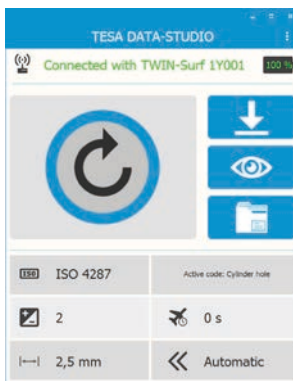 TESA DATA-STUDIO
Connected with TWIN-Surf 1Y001 100 %
ISO ISO 4287
Active code: Cylinder hole
2
0 s
2,5 mm
Automatic